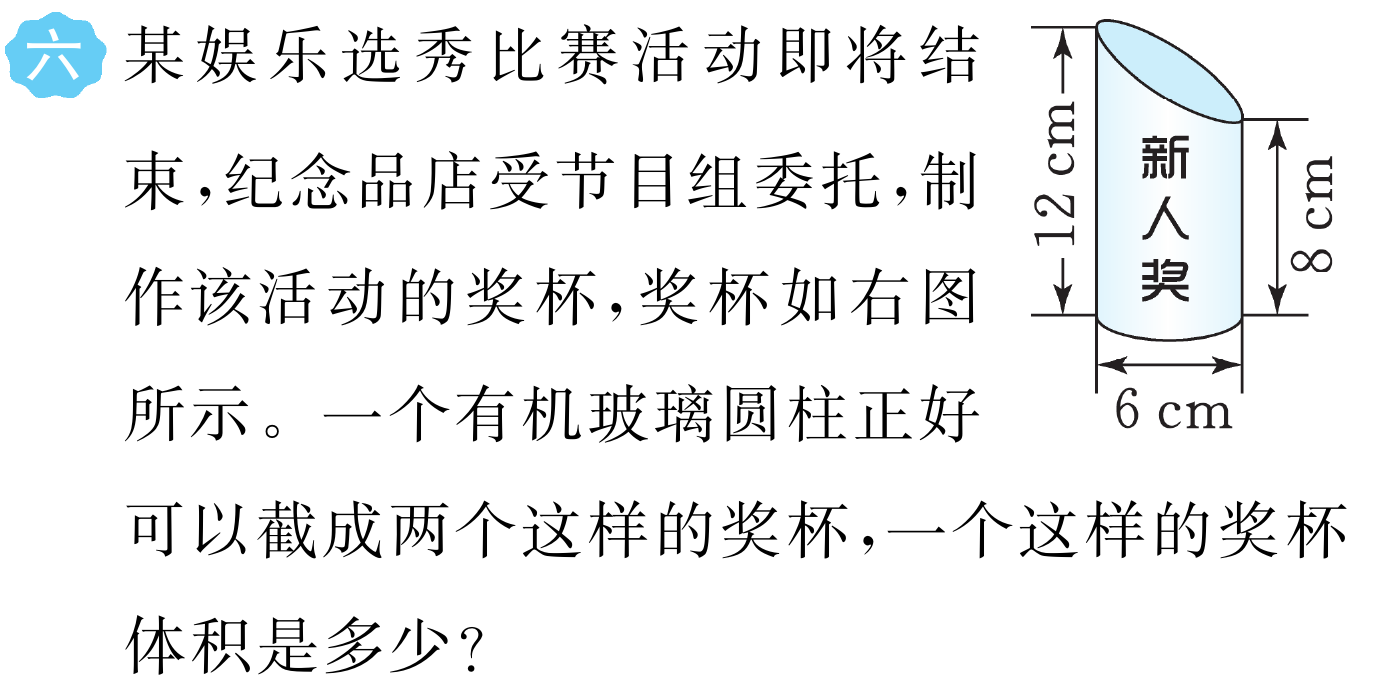 六 某娱乐选秀比赛活动即将结
束,纪念品店受节目组委托,制
作该活动的奖杯,奖杯如右图
所示。一个有机玻璃圆柱正好
可以截成两个这样的奖杯,一个这样的奖杯
体积是多少?
12 cm
新
人
奖
8 cm
6 cm